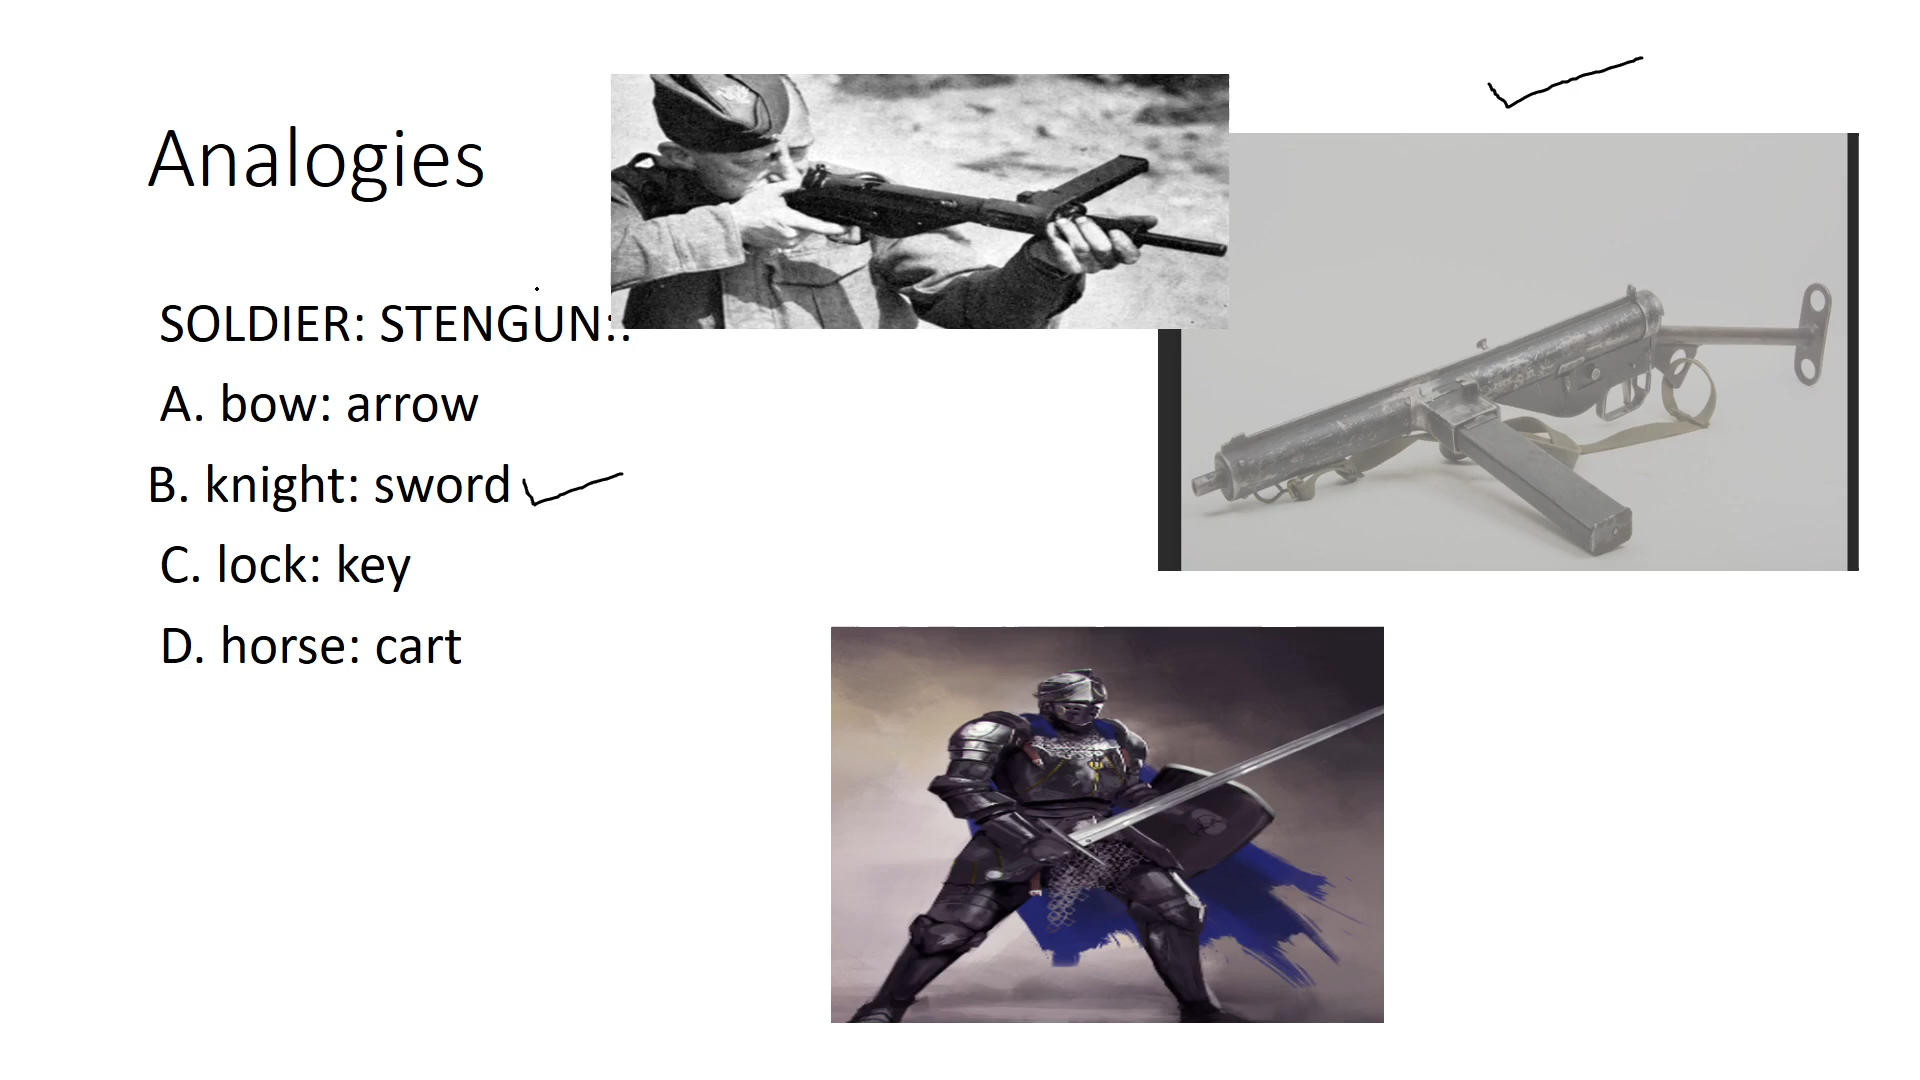 Analogies
SOLDIER: STENGUN::
A. bow: arrow
B. knight: sword
C. lock: key
D. horse: cart